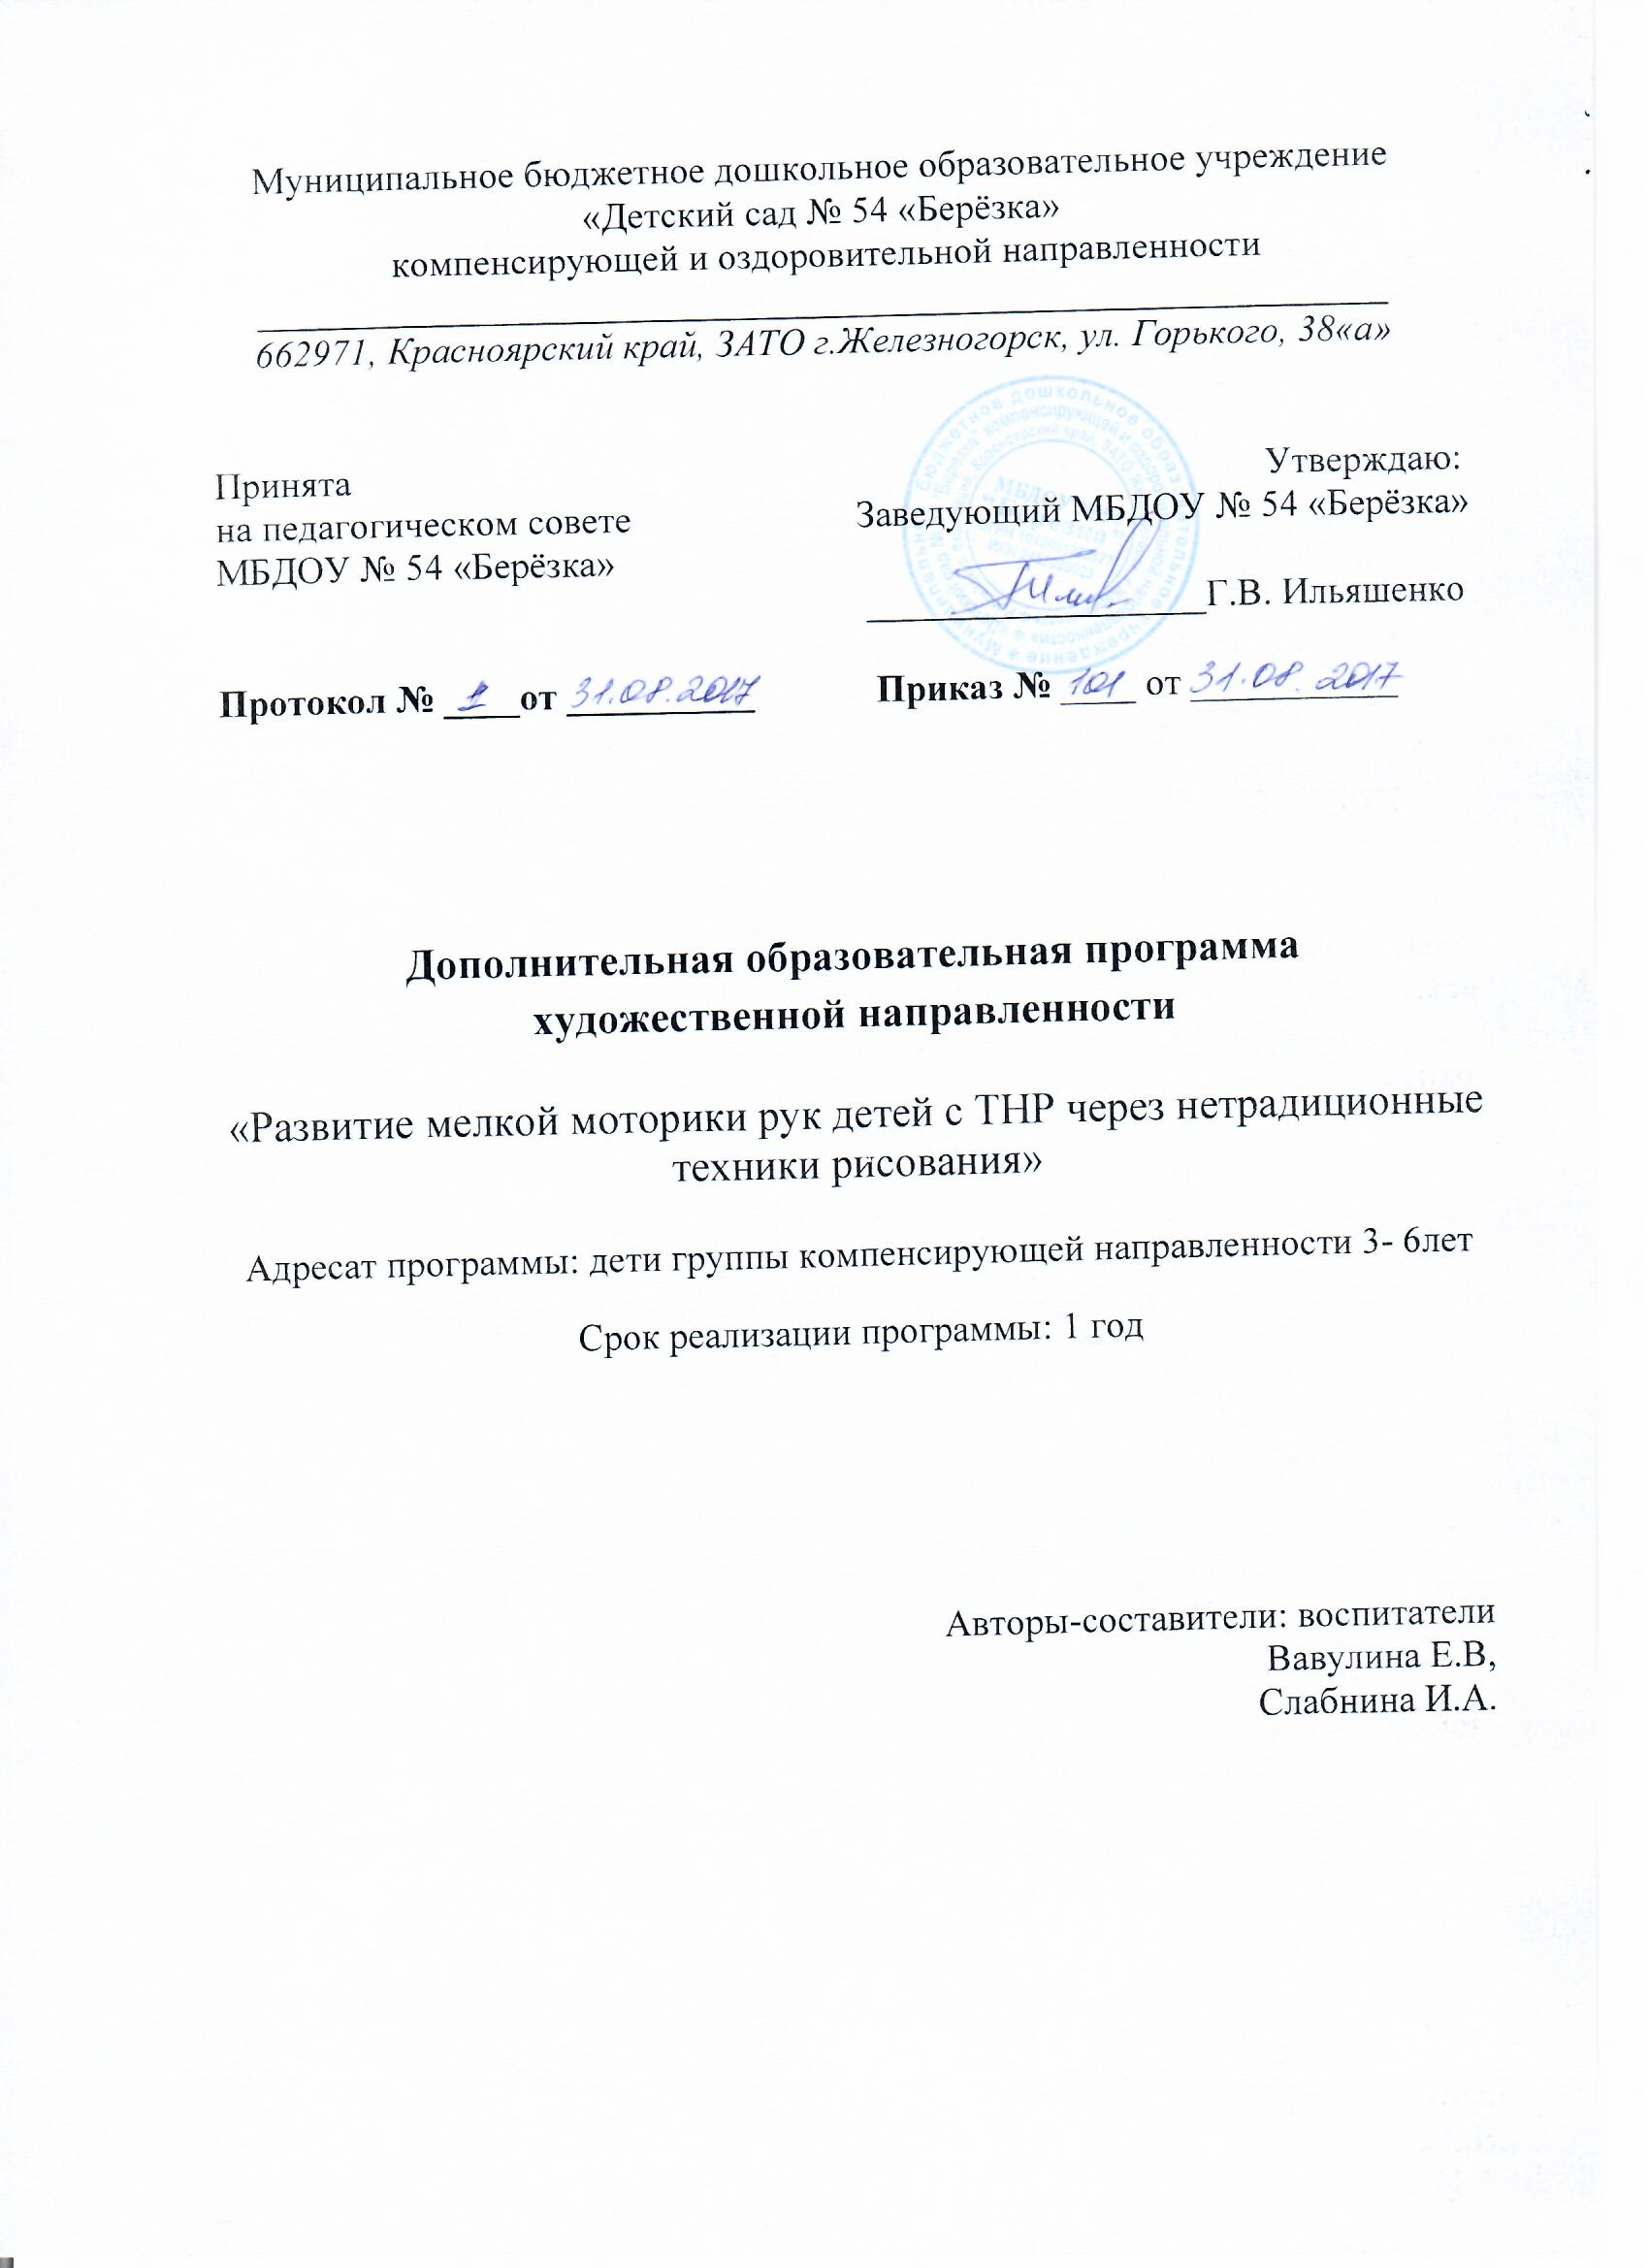 Муниципальное бюджетное дошкольное образовательное учреждение
«Детский сад № 54 «Берёзка»
компенсирующей и оздоровительной направленности
662971, Красноярский край, ЗАТО г.Железногорск, ул. Горького, 38«а»
Принята
на педагогическом совете
МБДОУ № 54 «Берёзка»
Протокол № 1 от 31.08.2017
Утверждаю:
Заведующий МБДОУ № 54 «Берёзка»
Г.В. Ильяшенко
Приказ № 101 от 31.08.2017
Дополнительная образовательная программа
художественной направленности
«Развитие мелкой моторики рук детей с ТНР через нетрадиционные
техники рисования»
Адресат программы: дети группы компенсирующей направленности 3- 6лет
Срок реализации программы: 1 год
Авторы-составители: воспитатели
Вавулина Е.В,
Слабнина И.А.